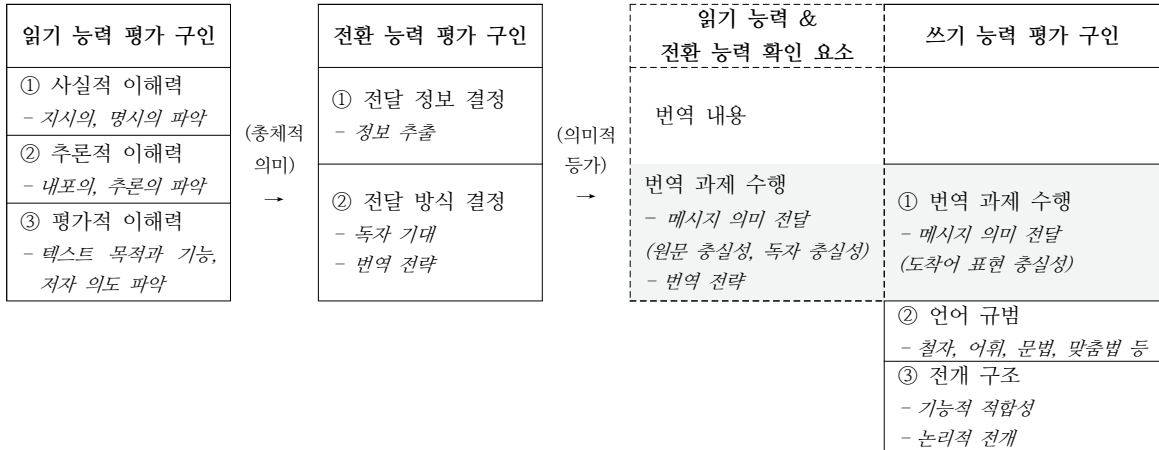 읽기 능력 평가 구인
① 사실적 이해력
- 지시의, 명시의 파악
② 추론적 이해력
- 내포의, 추론의 파악
③ 평가적 이해력
- 텍스트 목적과 기능,
저자 의도 파악
(총체적
의미)
→
전환 능력 평가 구인
① 전달 정보 결정
- 정보 추출
② 전달 방식 결정
- 독자 기대
- 번역 전략
(의미적
등가)
→
읽기 능력 &
전환 능력 확인 요소
번역 내용
번역 과제 수행
- 메시지 의미 전달
(원문 충실성, 독자 충실성)
- 번역 전략
쓰기 능력 평가 구인
① 번역 과제 수행
- 메시지 의미 전달
(도착어 표현 충실성)
② 언어 규범
- 철자, 어휘, 문법, 맞춤법 등
③ 전개 구조
- 기능적 적합성
- 논리적 전개